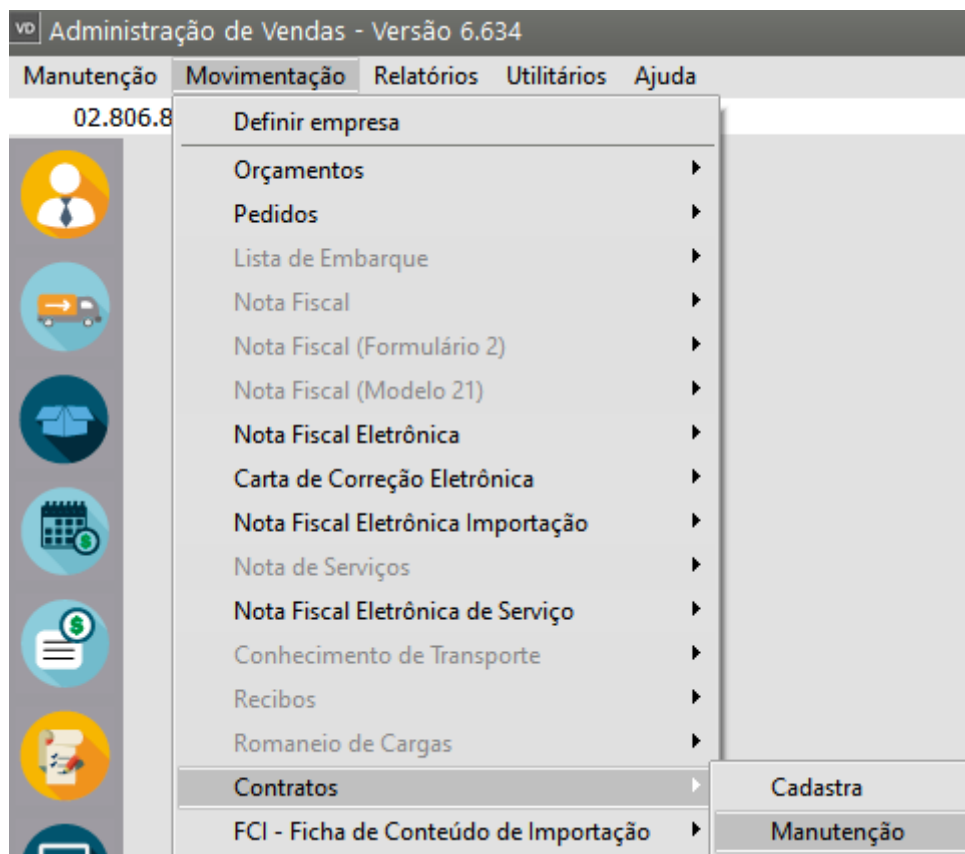 VD Administração de Vendas - Versão 6.634
Manutenção Movimentação Relatórios Utilitários Ajuda
02.806.8
Definir empresa
Orçamentos
Pedidos
Lista de Embarque
Nota Fiscal
Nota Fiscal (Formulário 2)
Nota Fiscal (Modelo 21)
Nota Fiscal Eletrônica
Carta de Correção Eletrônica
Nota Fiscal Eletrônica Importação
Nota de Serviços
Nota Fiscal Eletrônica de Serviço
Conhecimento de Transporte
Recibos
Romaneio de Cargas
Contratos
Cadastra
FCI - Ficha de Conteúdo de Importação
Manutenção